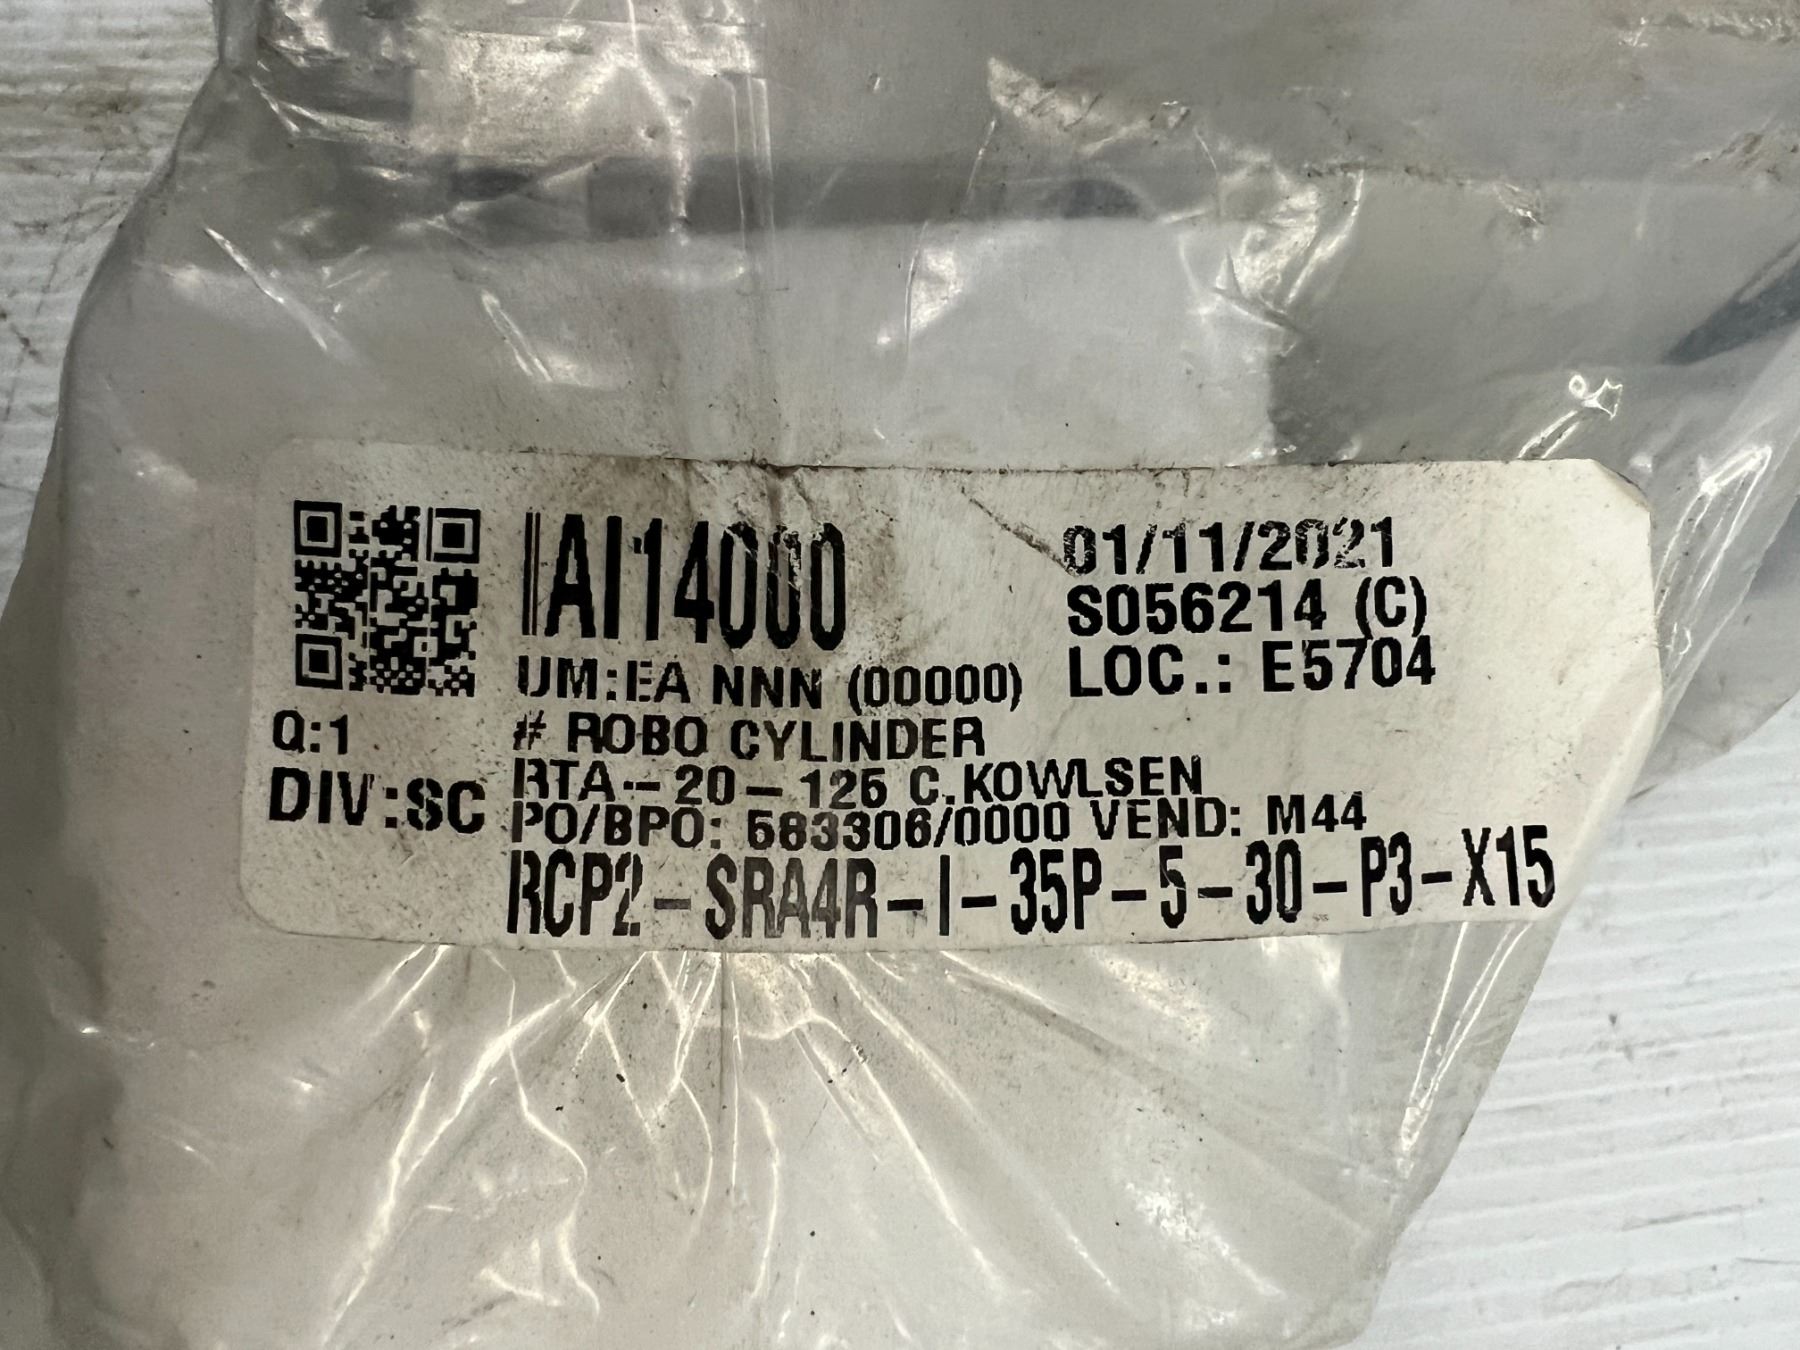 IAI14000
01/11/2021
S056214 (C)
UM:EA NNN (00000)
LOC.: E5704
Q:1
# ROBO CYLINDER
RTA--20-125 C.KOWLSEN
DIV:SC
PO/BPO: 583306/0000 VEND: M44
RCP2-SRA4R-I-35P-5-30-P3-X15